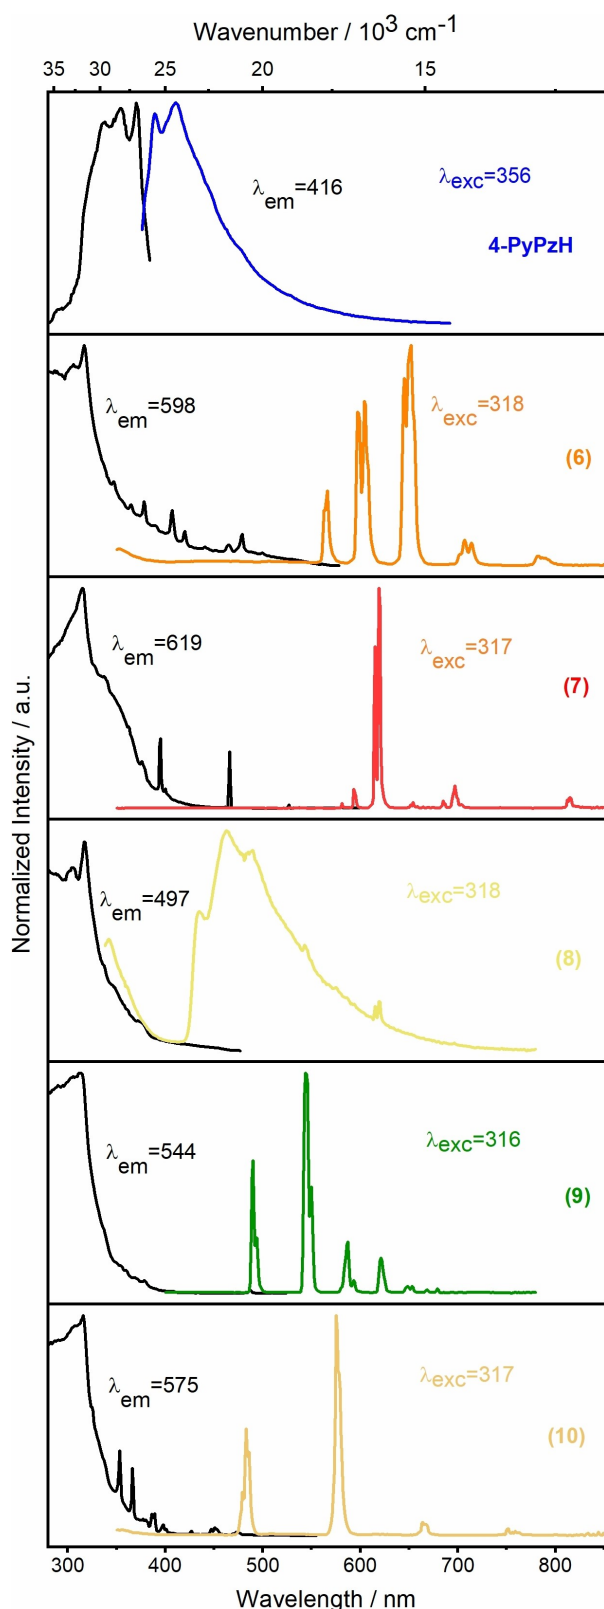 Wavenumber / 10³ cm⁻¹
35 30 25 20 15
λem=416
λexc=356
4-PyPzH
λem=598
λexc=318
(6)
λem=619
λexc=317
(7)
λem=497
λexc=318
(8)
λem=544
λexc=316
(9)
λem=575
λexc=317
(10)
Normalized Intensity / a.u.
300 400 500 600 700 800
Wavelength / nm